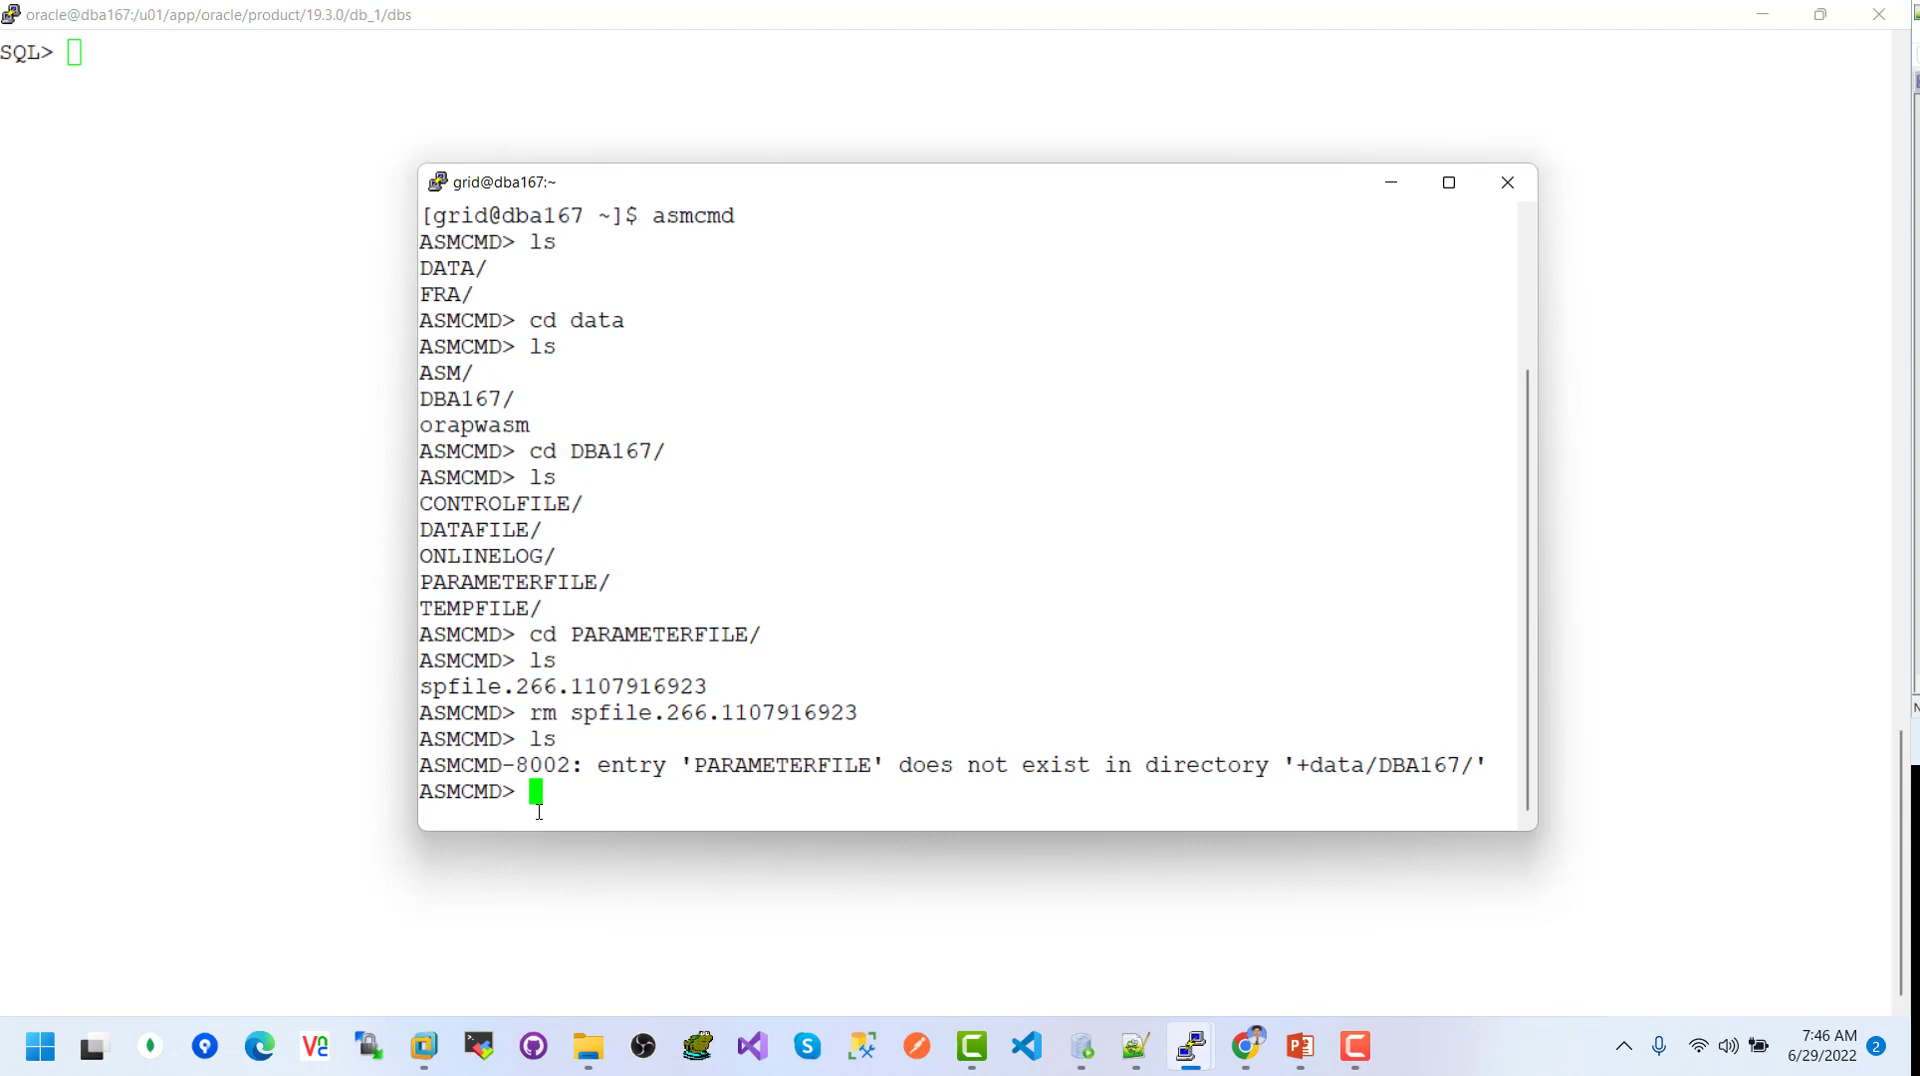 oracle@dba167:/u01/app/oracle/product/19.3.0/db_1/dbs
SQL>
grid@dba167:~
[grid@dba167 ~]$ asmcmd
ASMCMD> ls
DATA/
FRA/
ASMCMD> cd data
ASMCMD> ls
ASM/
DBA167/
orapwasm
ASMCMD> cd DBA167/
ASMCMD> ls
CONTROLFILE/
DATAFILE/
ONLINELOG/
PARAMETERFILE/
TEMPFILE/
ASMCMD> cd PARAMETERFILE/
ASMCMD> ls
spfile.266.1107916923
ASMCMD> rm spfile.266.1107916923
ASMCMD> ls
ASMCMD-8002: entry 'PARAMETERFILE' does not exist in directory '+data/DBA167/'
ASMCMD>
7:46 AM
6/29/2022
2